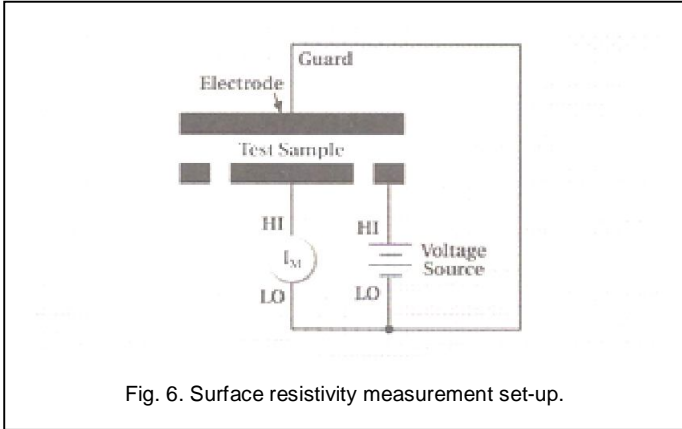 Guard
Electrode
Test Sample
HI
HI
I_M
Voltage
Source
LO
LO
Fig. 6. Surface resistivity measurement set-up.